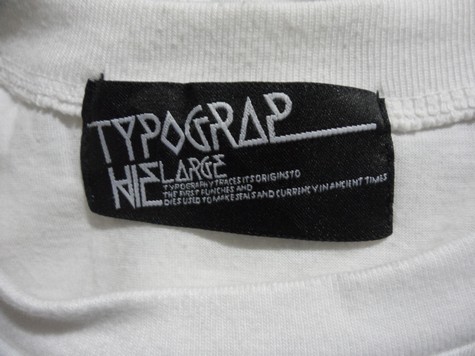 TYPOGRAP
HIE LARGE
TYPOGRAPHY TRACES ITS ORIGINS TO
THE FIRST PUNCHES AND
DIES USED TO MAKE SEALS AND CURRENCY IN ANCIENT TIMES